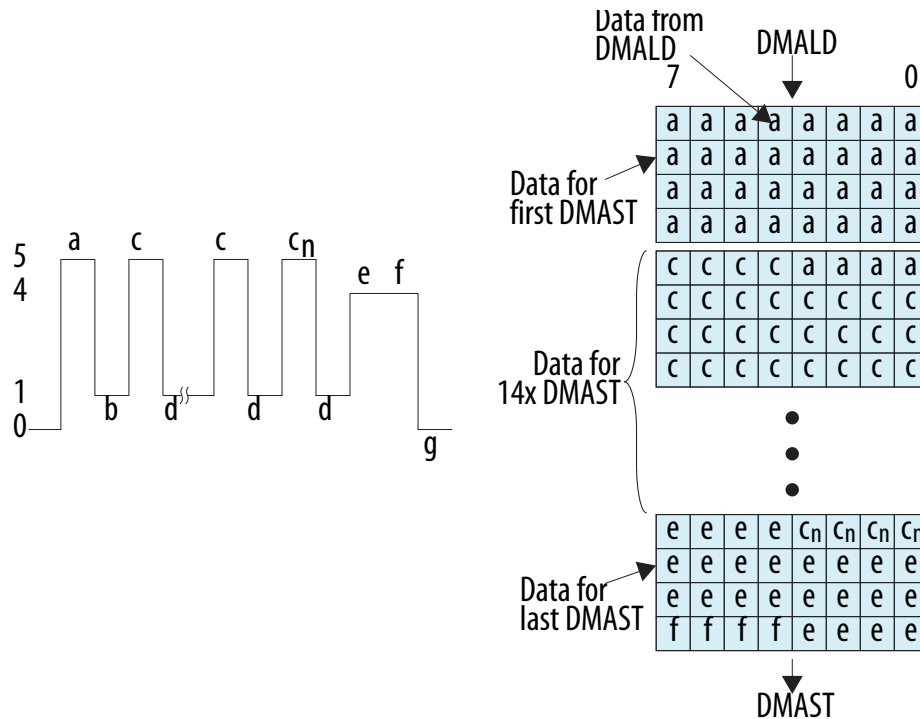 Data from
DMALD
DMALD
7 0
a a a a a a a a
a a a a a a a a
a a a a a a a a
a a a a a a a a
Data for
first DMAST
c c c c a a a a
c c c c c c c c
c c c c c c c c
c c c c c c c c
Data for
14x DMAST
e e e e cn cn cn cn
e e e e e e e e
e e e e e e e e
f f f f e e e e
Data for
last DMAST
DMAST
a c c cn
5
4
e f
1
0
b d d d
g